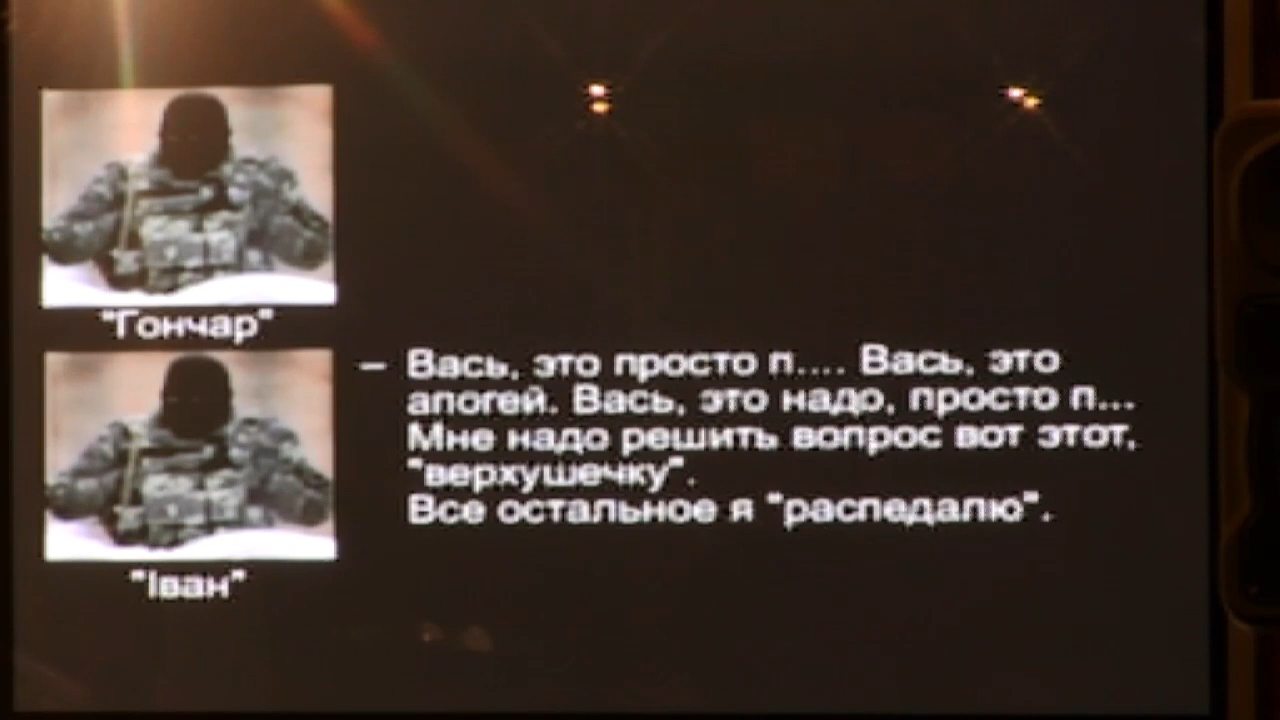 "Гончар"
– Вась, это просто п.... Вась, это
апогей. Вась, это надо, просто п...
Мне надо решить вопрос вот этот,
"верхушечку".
Все остальное я "распедалю".
"Іван"